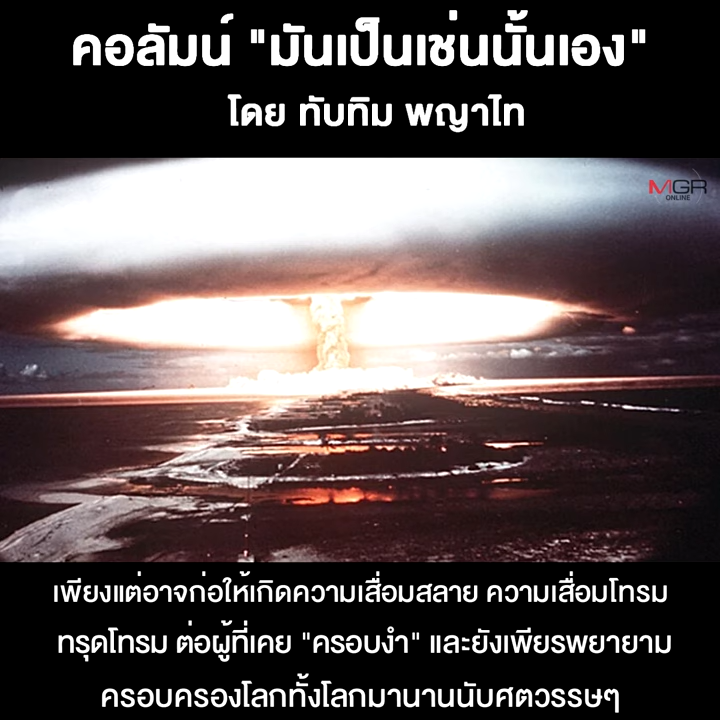 คอลัมน์ "มันเป็นเช่นนั้นเอง"
โดย ทับทิม พญาไท
MGR
ONLINE
เพียงแต่อาจก่อให้เกิดความเสื่อมสลาย ความเสื่อมโทรม
ทรุดโทรม ต่อผู้ที่เคย "ครอบงำ" และยังเพียรพยายาม
ครอบครองโลกทั้งโลกมานานนับศตวรรษๆ